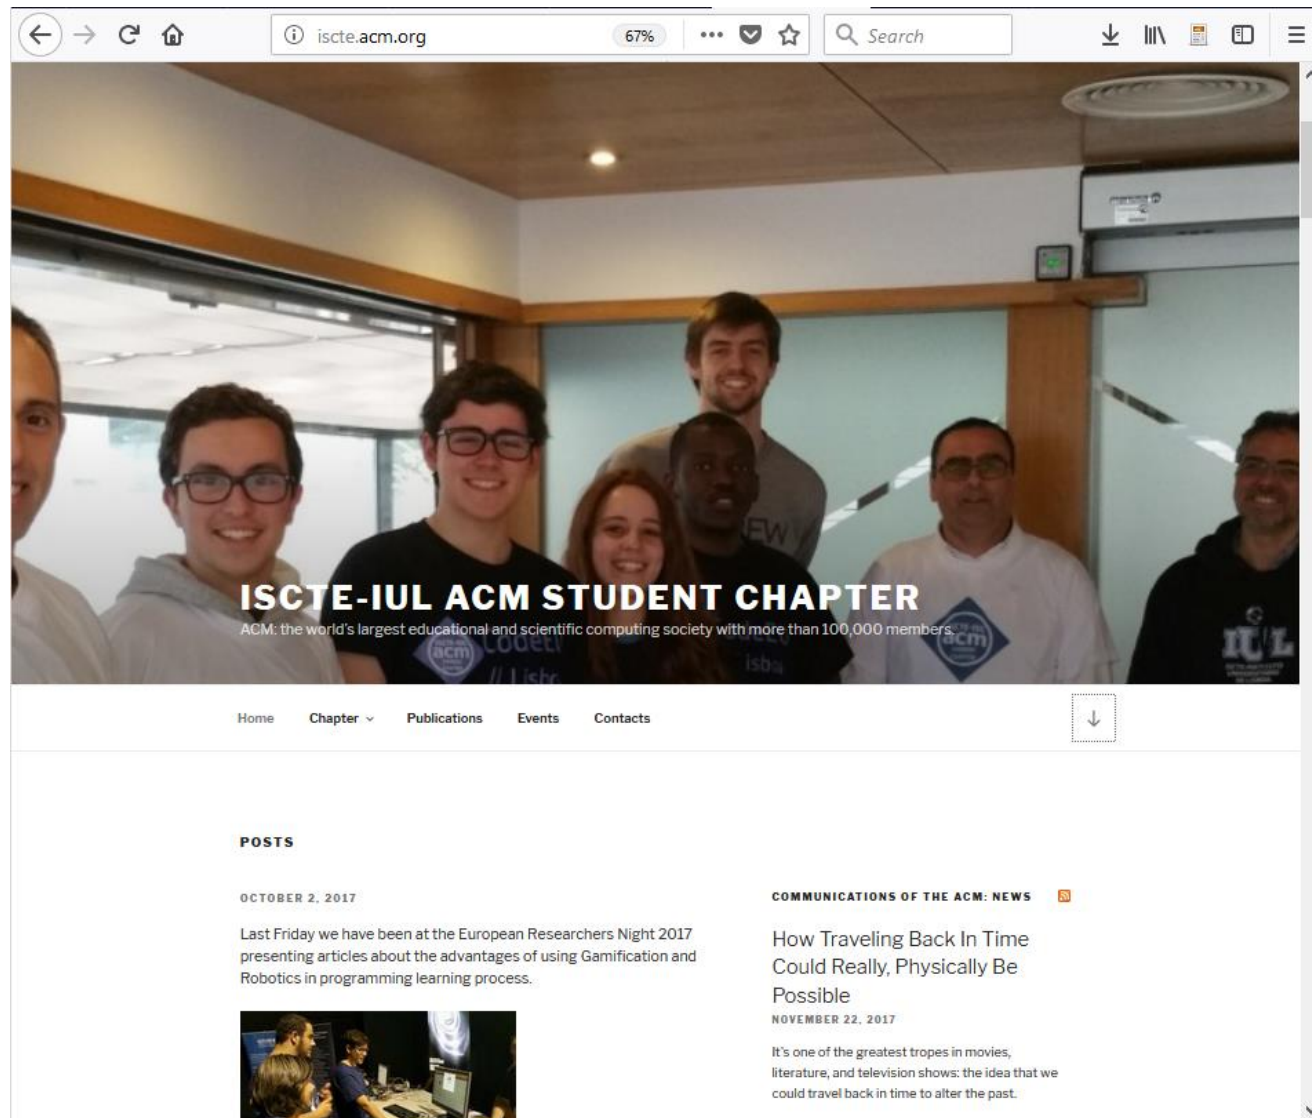 iscte.acm.org
67%
Search
ISCTE-IUL ACM STUDENT CHAPTER
ACM: the world's largest educational and scientific computing society with more than 100,000 members.
acm
acm
IUL
Home
Chapter
Publications
Events
Contacts
POSTS
OCTOBER 2, 2017
Last Friday we have been at the European Researchers Night 2017
presenting articles about the advantages of using Gamification and
Robotics in programming learning process.
COMMUNICATIONS OF THE ACM: NEWS
How Traveling Back In Time
Could Really, Physically Be
Possible
NOVEMBER 22, 2017
It's one of the greatest tropes in movies,
literature, and television shows: the idea that we
could travel back in time to alter the past.